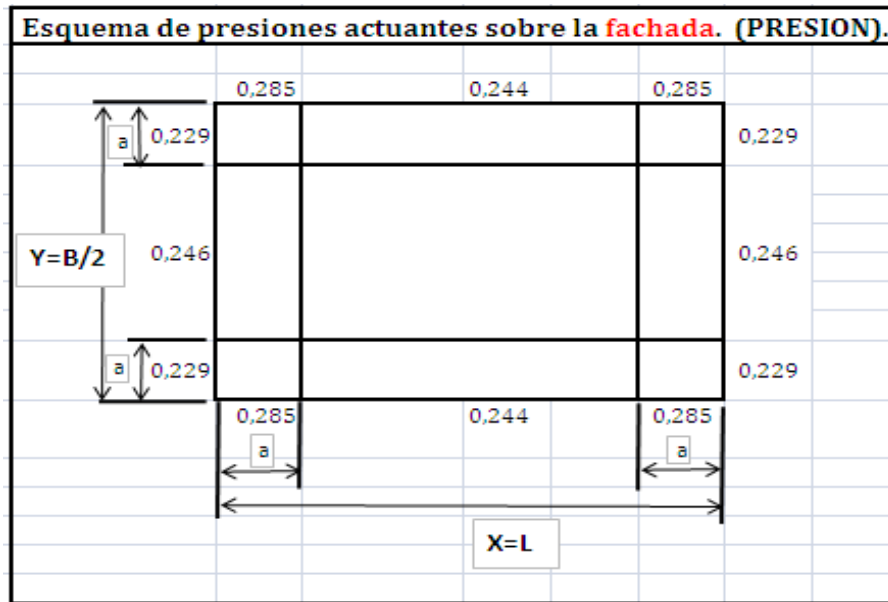 Esquema de presiones actuantes sobre la fachada. (PRESION).
0,285 0,244 0,285
a 0,229 0,229
Y=B/2 0,246 0,246
a 0,229 0,229
0,285 0,244 0,285
a a
X=L